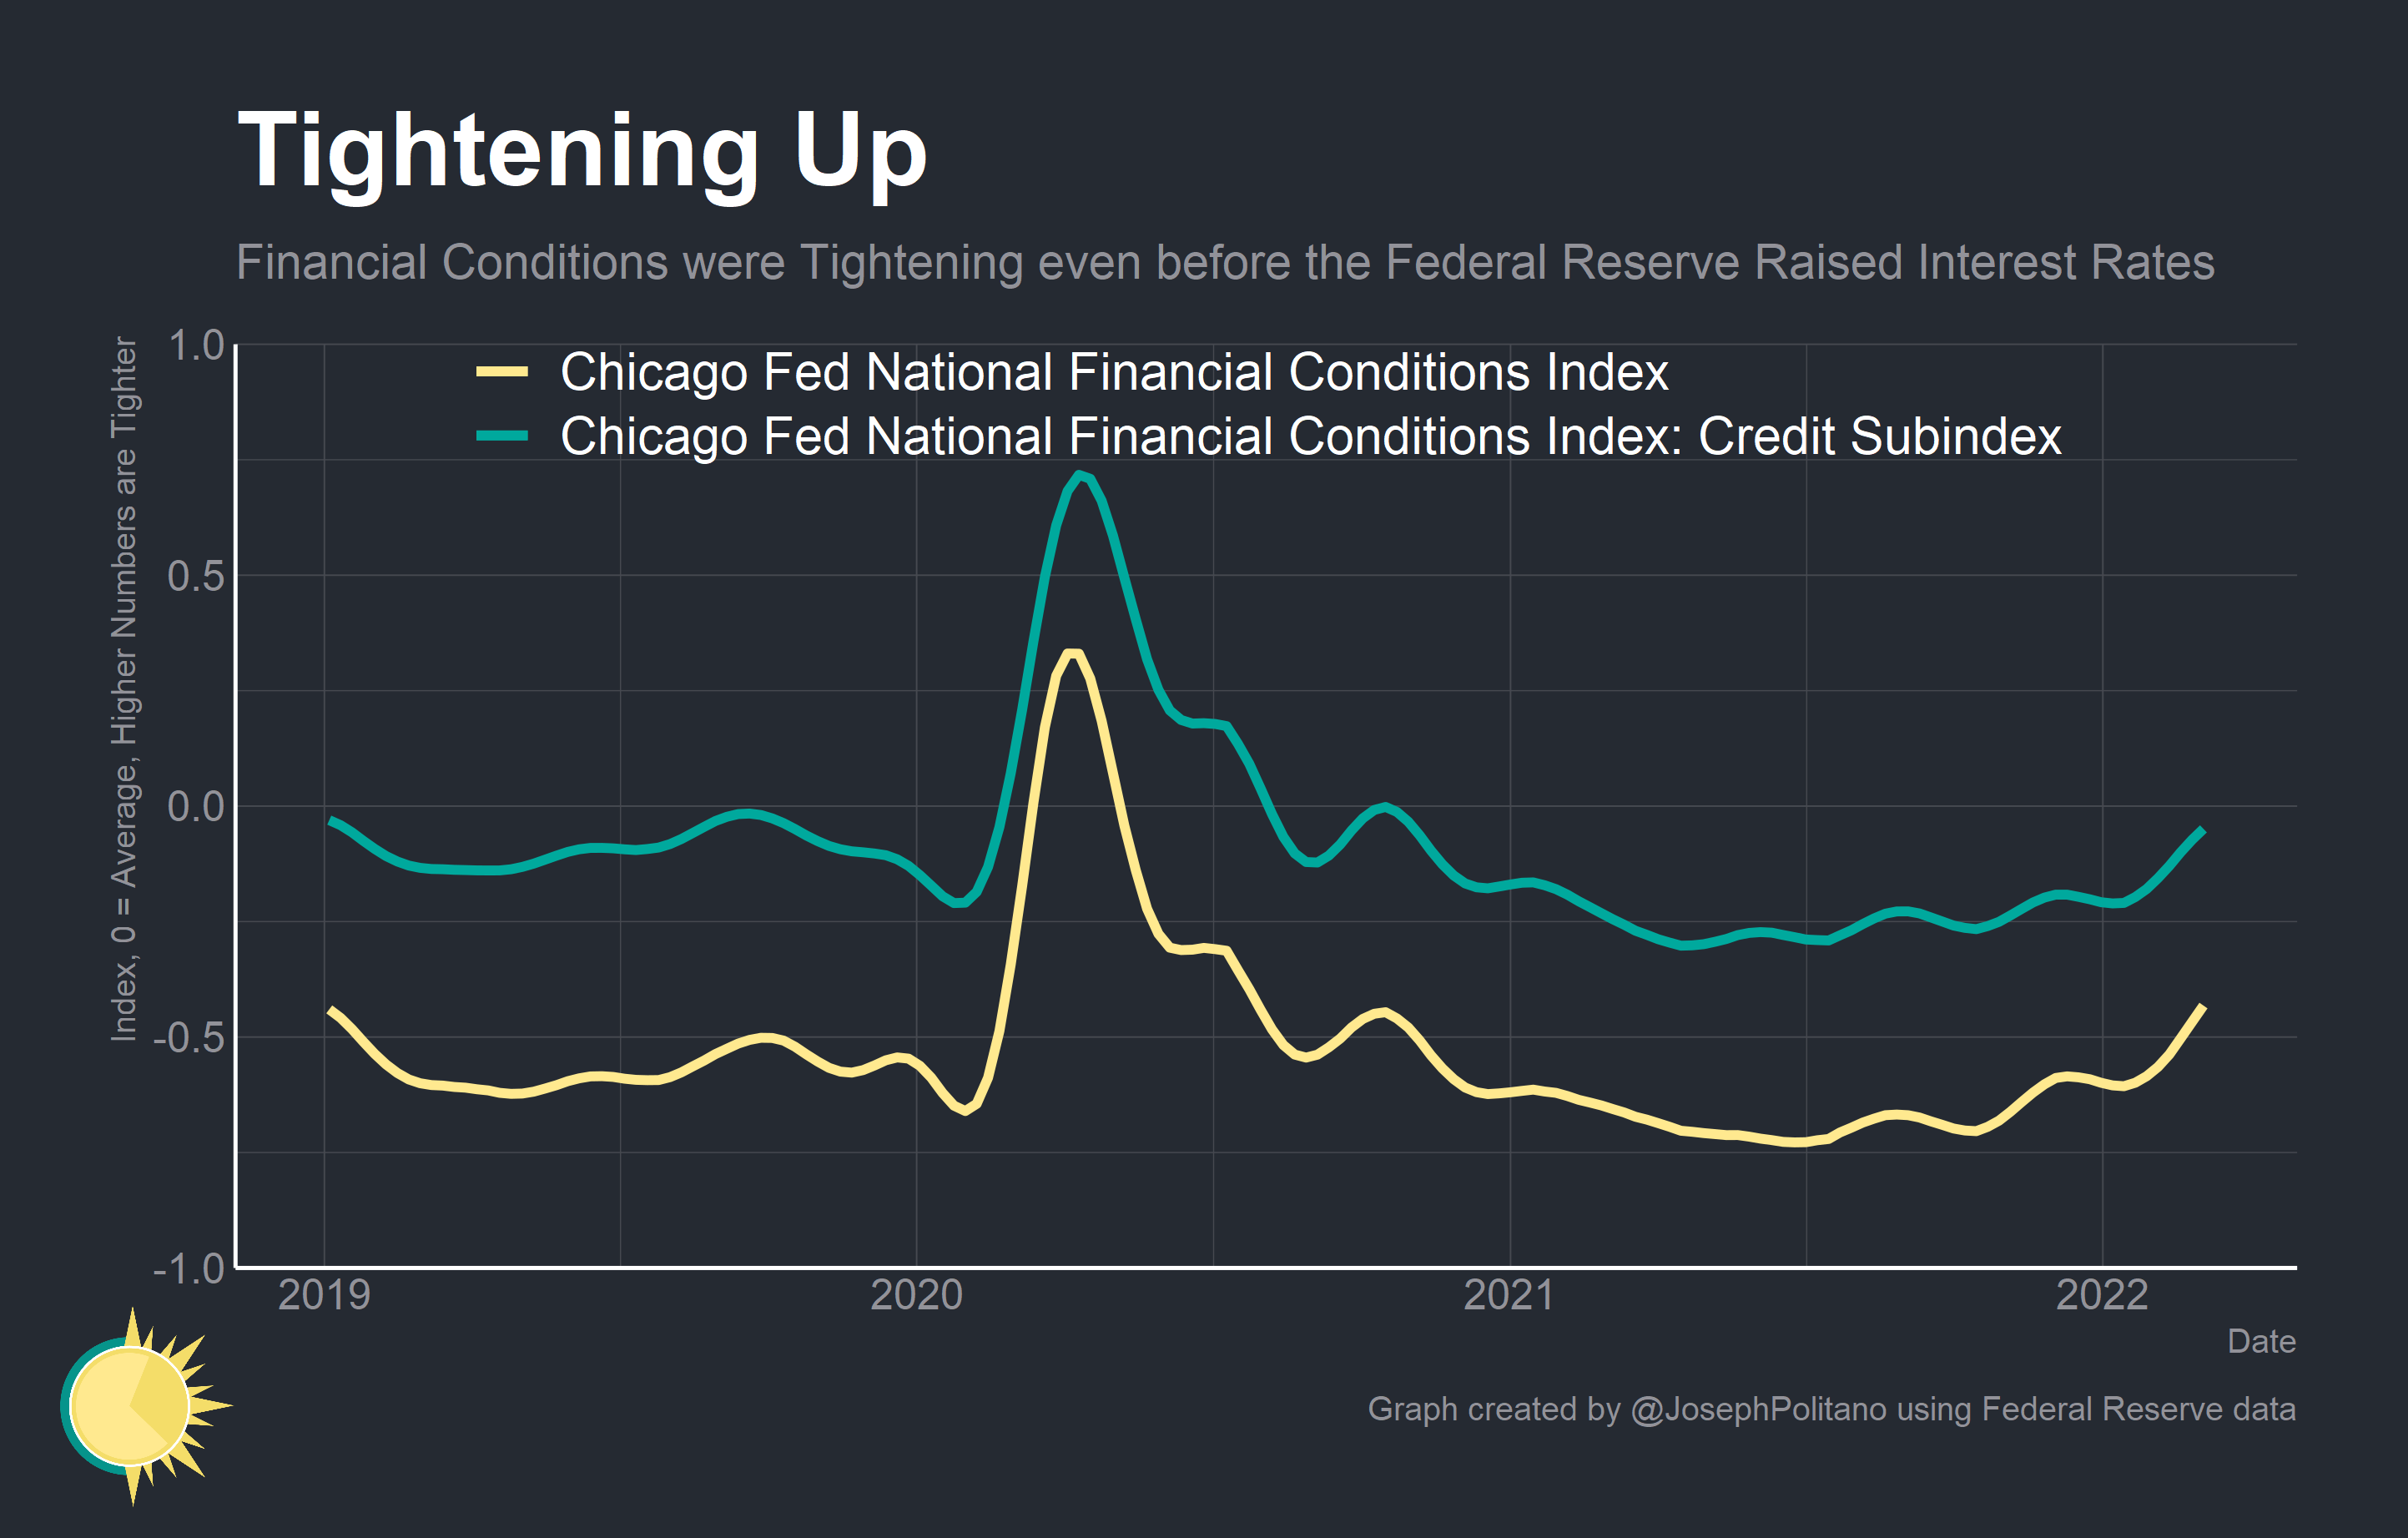 Tightening Up
Financial Conditions were Tightening even before the Federal Reserve Raised Interest Rates
Index, 0 = Average, Higher Numbers are Tighter
1.0
0.5
0.0
-0.5
-1.0
Chicago Fed National Financial Conditions Index
Chicago Fed National Financial Conditions Index: Credit Subindex
2019
2020
2021
2022
Date
Graph created by @JosephPolitano using Federal Reserve data